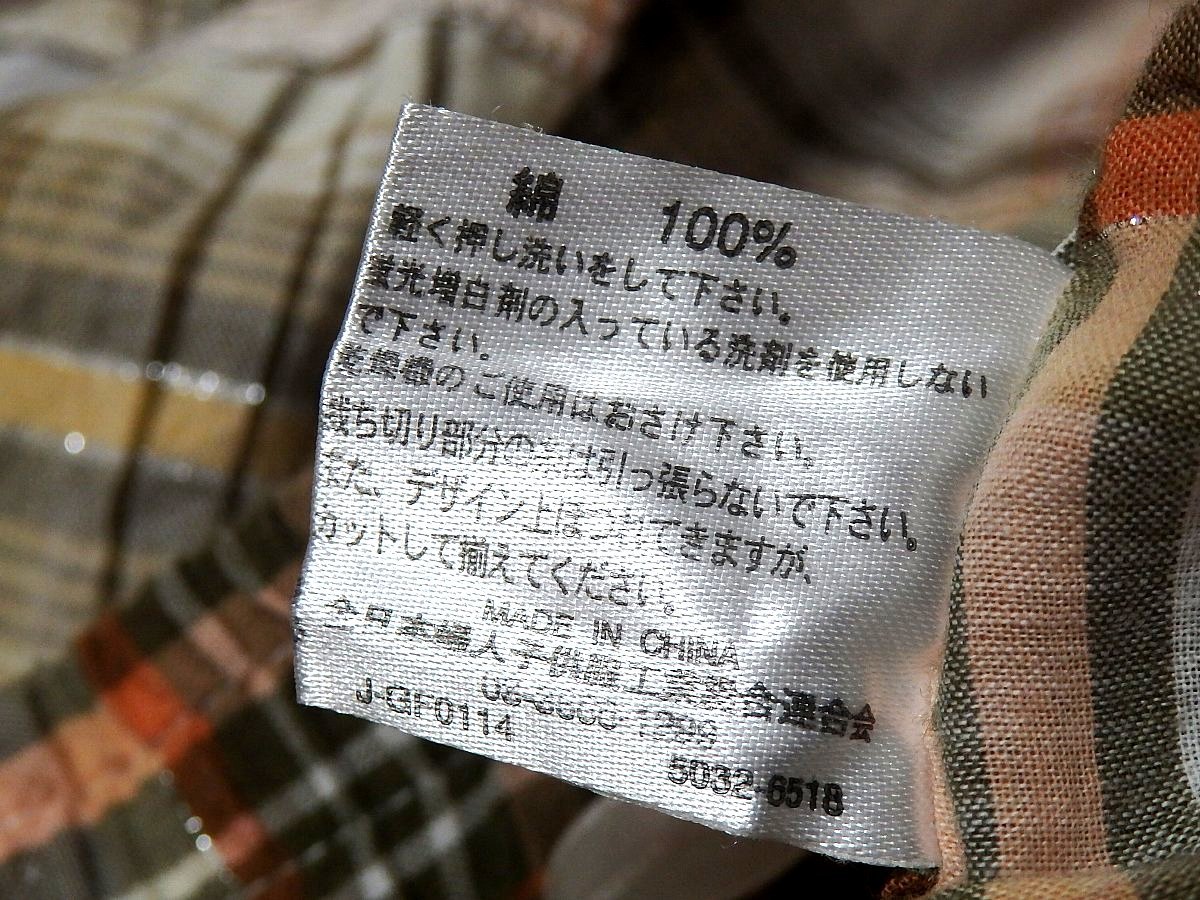 綿 100%
軽く押し洗いをして下さい。
蛍光増白剤の入っている洗剤を使用しない
で下さい。
乾燥機のご使用はおさけ下さい。
裁ち切り部分の糸は引っ張らないで下さい。
また、デザイン上ほつれてきますが、
カットして揃えてください。
MADE IN CHINA
全日本婦人子供服工業組合連合会
J-GF0114
5032-6518